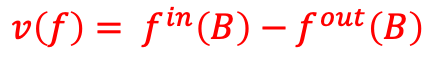 v(f) = f^{in}(B) − f^{out}(B)